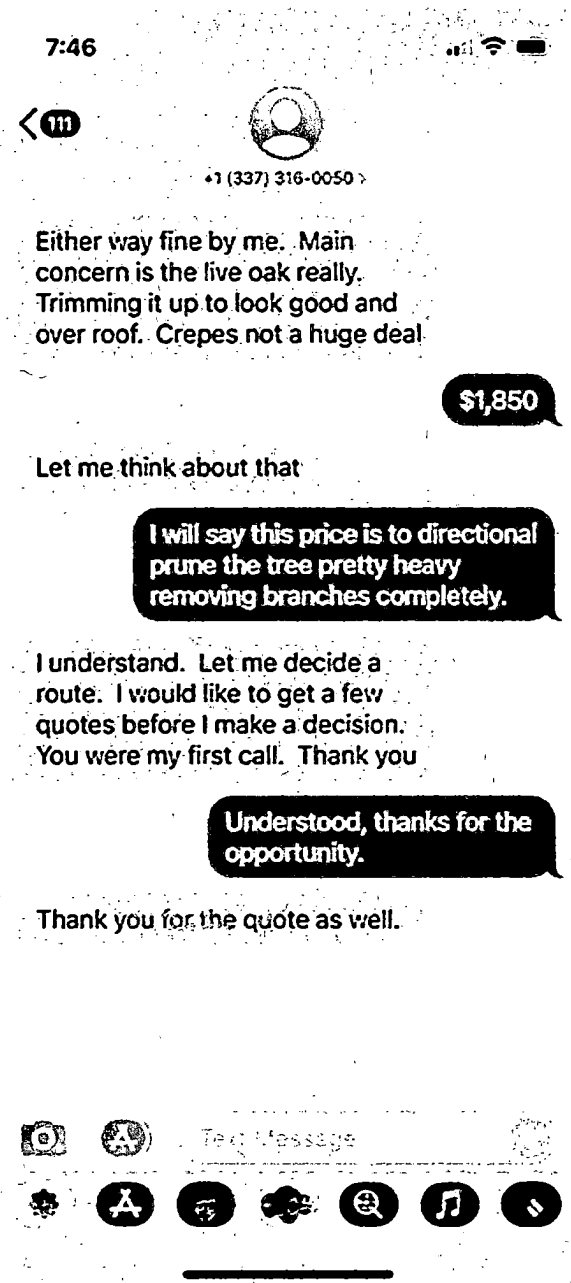 7:46
111
+1 (337) 316-0050 >
Either way fine by me. Main
concern is the live oak really.
Trimming it up to look good and
over roof. Crepes not a huge deal
$1,850
Let me think about that
I will say this price is to directional
prune the tree pretty heavy
removing branches completely.
I understand. Let me decide a
route. I would like to get a few
quotes before I make a decision.
You were my first call. Thank you
Understood, thanks for the
opportunity.
Thank you for the quote as well.
Text Message